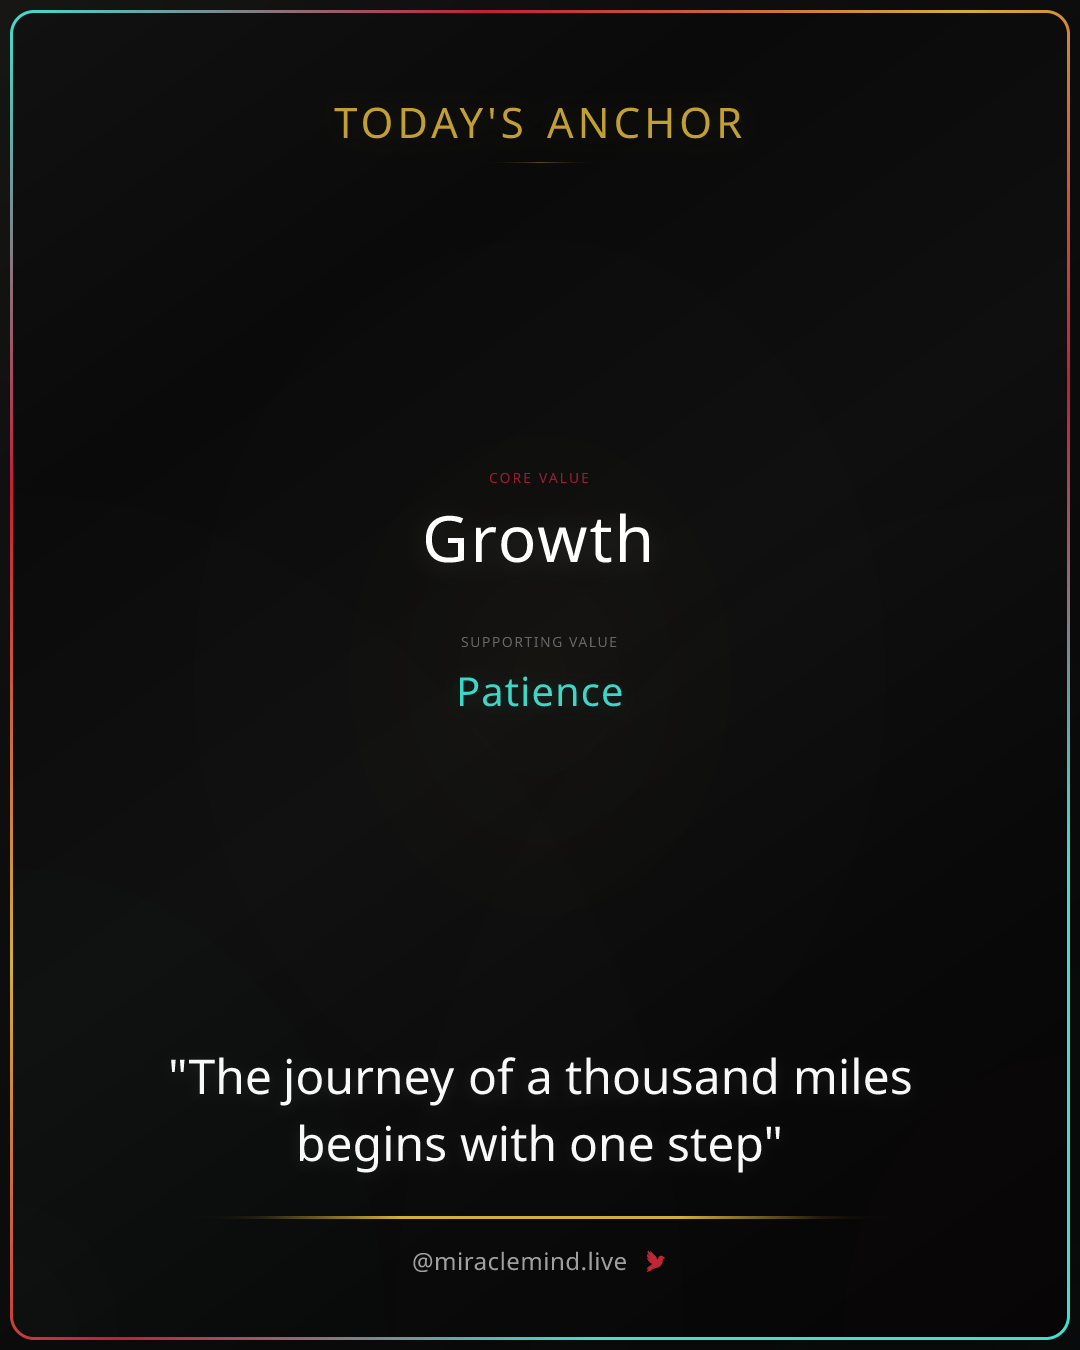 TODAY'S ANCHOR
CORE VALUE
Growth
SUPPORTING VALUE
Patience
"The journey of a thousand miles
begins with one step"
@miraclemind.live